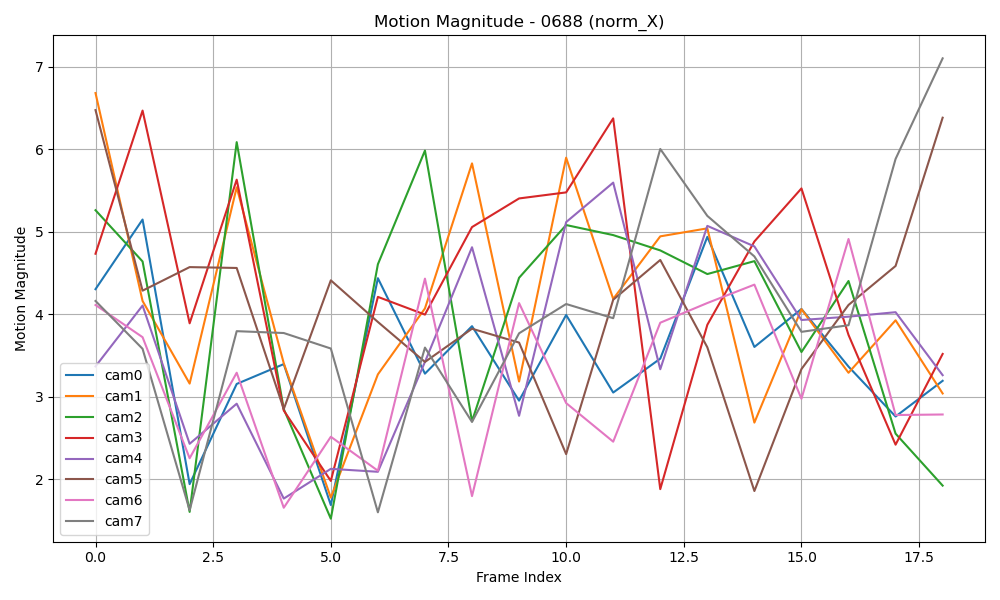 Motion Magnitude - 0688 (norm_X)
Motion Magnitude
7
6
5
4
3
2
cam0
cam1
cam2
cam3
cam4
cam5
cam6
cam7
0.0 2.5 5.0 7.5 10.0 12.5 15.0 17.5
Frame Index